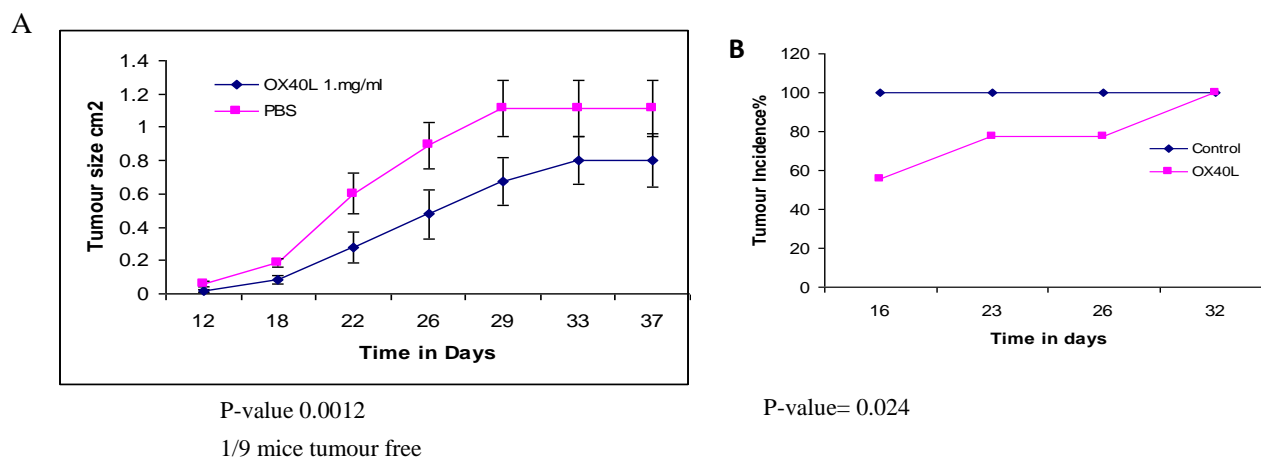 A
1.4
1.2
1
0.8
0.6
0.4
0.2
0
Tumour size cm2
OX40L 1.mg/ml
PBS
12 18 22 26 29 33 37
Time in Days
P-value 0.0012
1/9 mice tumour free
B
120
100
80
60
40
20
0
Tumour Incidence%
Control
OX40L
16 23 26 32
Time in days
P-value= 0.024